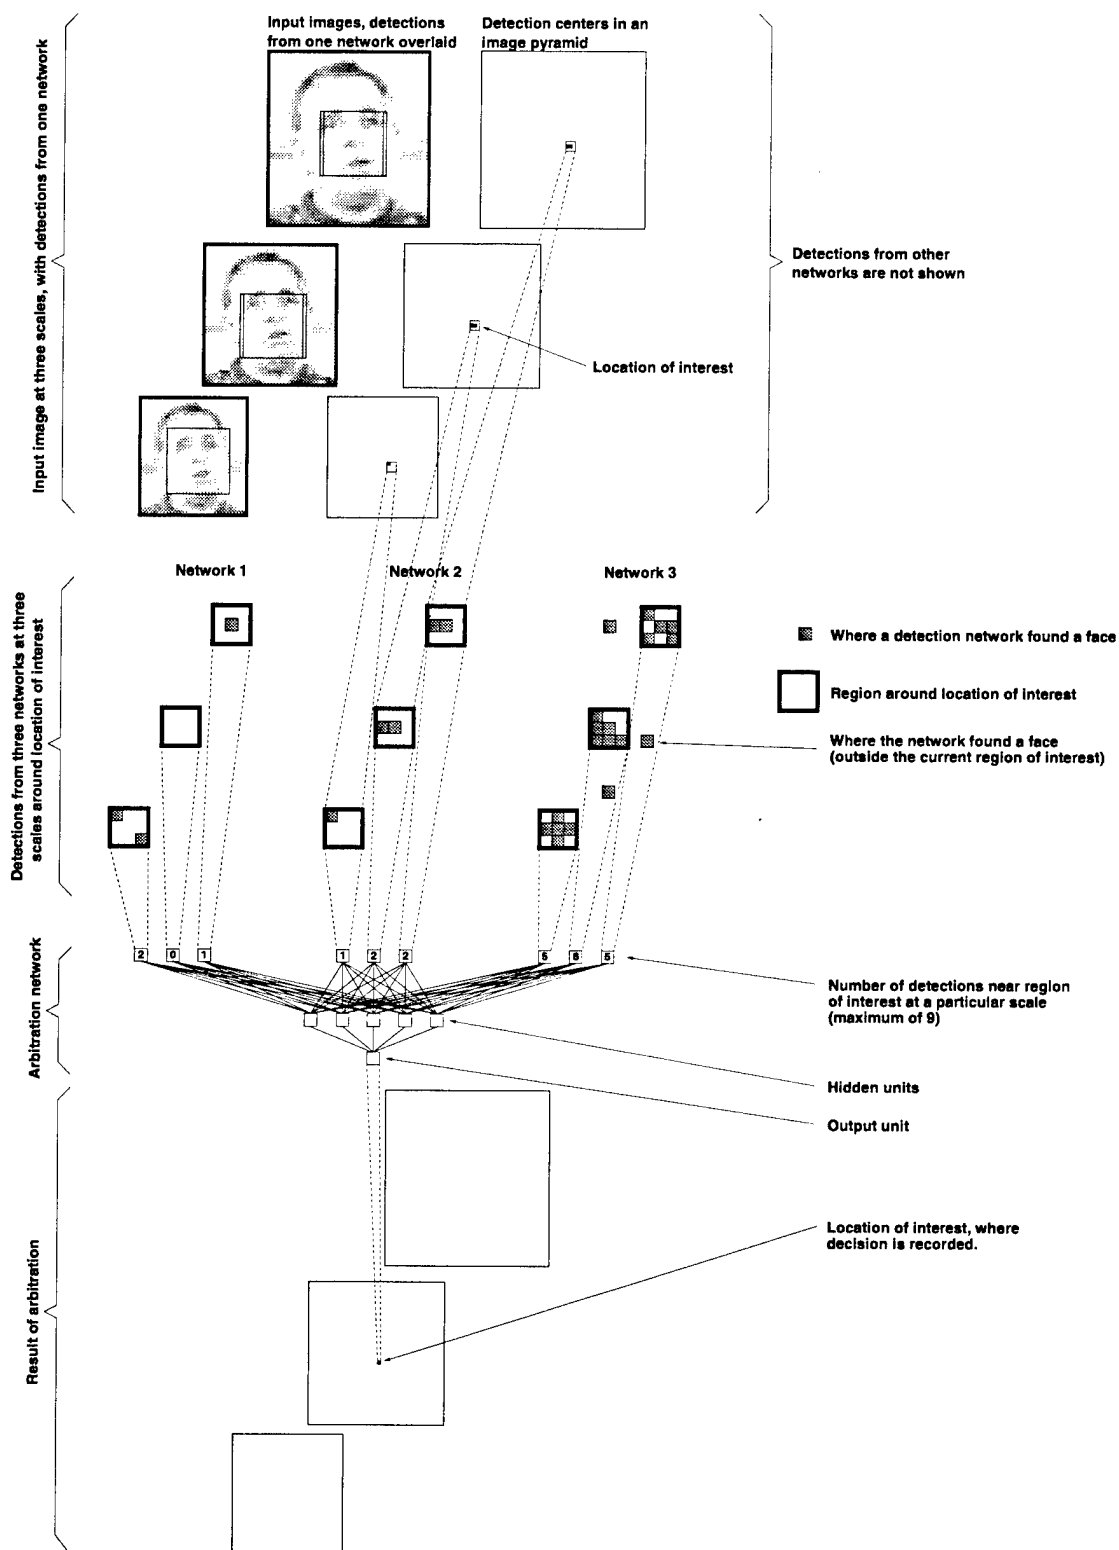 Input images, detections
from one network overlaid
Detection centers in an
image pyramid
Input image at three scales, with detections from one network
Detections from other
networks are not shown
Location of interest
Network 1
Network 2
Network 3
Detections from three networks at three
scales around location of interest
Where a detection network found a face
Region around location of interest
Where the network found a face
(outside the current region of interest)
Arbitration network
2 0 1 1 2 2 5 6 5
Number of detections near region
of interest at a particular scale
(maximum of 9)
Hidden units
Output unit
Result of arbitration
Location of interest, where
decision is recorded.